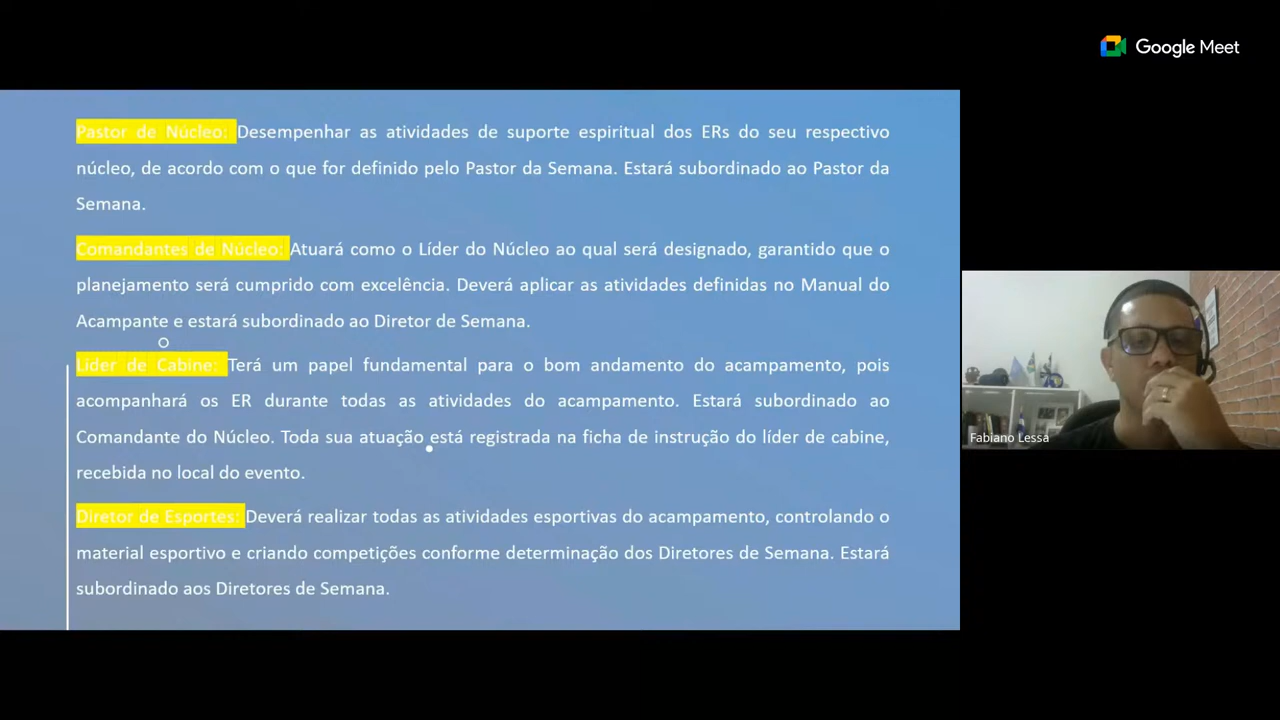 Google Meet
Pastor de Núcleo: Desempenhar as atividades de suporte espiritual dos ERs do seu respectivo
núcleo, de acordo com o que for definido pelo Pastor da Semana. Estará subordinado ao Pastor da
Semana.
Comandantes de Núcleo: Atuará como o Líder do Núcleo ao qual será designado, garantido que o
planejamento será cumprido com excelência. Deverá aplicar as atividades definidas no Manual do
Acampante e estará subordinado ao Diretor de Semana.
Líder de Cabine: Terá um papel fundamental para o bom andamento do acampamento, pois
acompanhará os ER durante todas as atividades do acampamento. Estará subordinado ao
Comandante do Núcleo. Toda sua atuação está registrada na ficha de instrução do líder de cabine,
recebida no local do evento.
Diretor de Esportes: Deverá realizar todas as atividades esportivas do acampamento, controlando o
material esportivo e criando competições conforme determinação dos Diretores de Semana. Estará
subordinado aos Diretores de Semana.
Fabiano Lessa